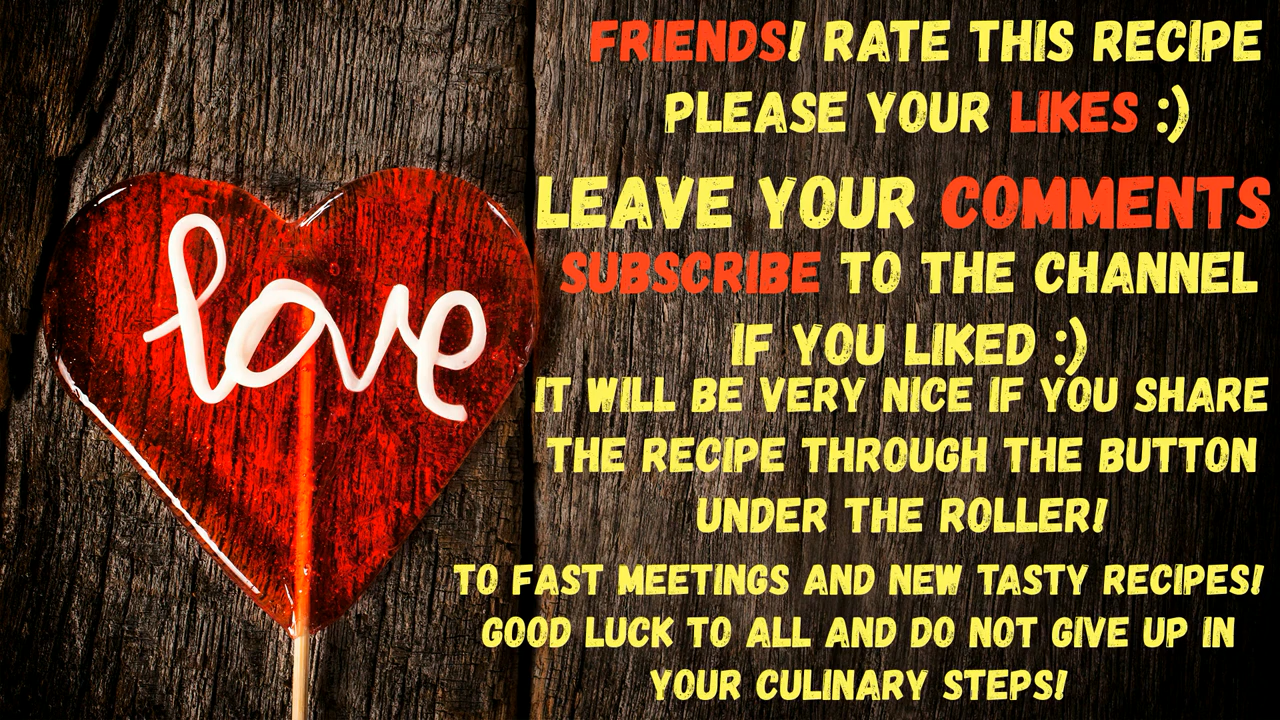 love
FRIENDS! RATE THIS RECIPE
PLEASE YOUR LIKES :)
LEAVE YOUR COMMENTS
SUBSCRIBE TO THE CHANNEL
IF YOU LIKED :)
IT WILL BE VERY NICE IF YOU SHARE
THE RECIPE THROUGH THE BUTTON
UNDER THE ROLLER!
TO FAST MEETINGS AND NEW TASTY RECIPES!
GOOD LUCK TO ALL AND DO NOT GIVE UP IN
YOUR CULINARY STEPS!